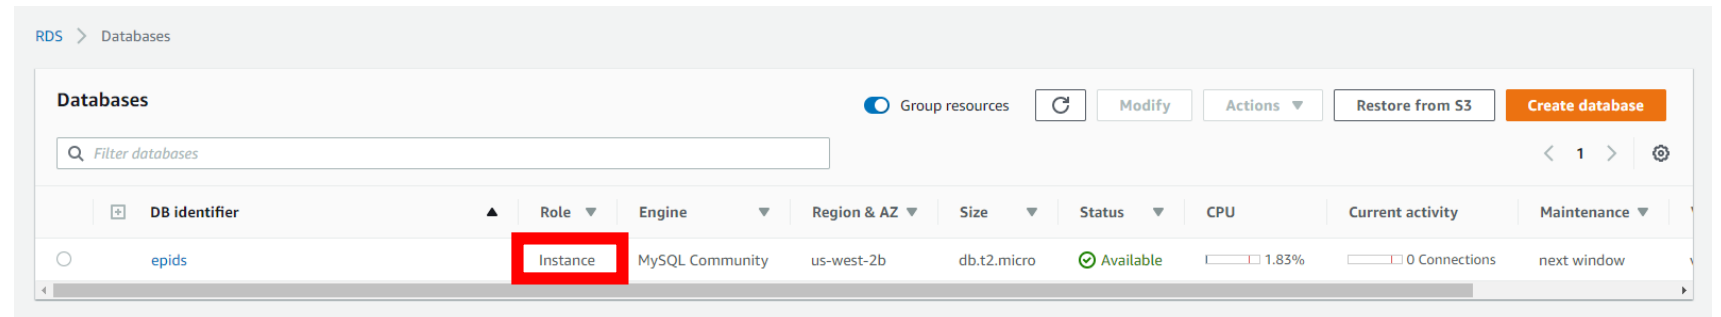 RDS > Databases
Databases Group resources Modify Actions Restore from S3 Create database
Filter databases < 1 >
DB identifier Role Engine Region & AZ Size Status CPU Current activity Maintenance
epids Instance MySQL Community us-west-2b db.t2.micro Available 1.83% 0 Connections next window